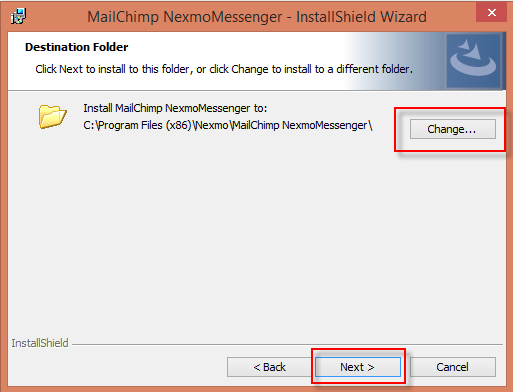 MailChimp NexmoMessenger - InstallShield Wizard
Destination Folder
Click Next to install to this folder, or click Change to install to a different folder.
Install MailChimp NexmoMessenger to:
C:\Program Files (x86)\Nexmo\MailChimp NexmoMessenger\
Change...
InstallShield
< Back
Next >
Cancel